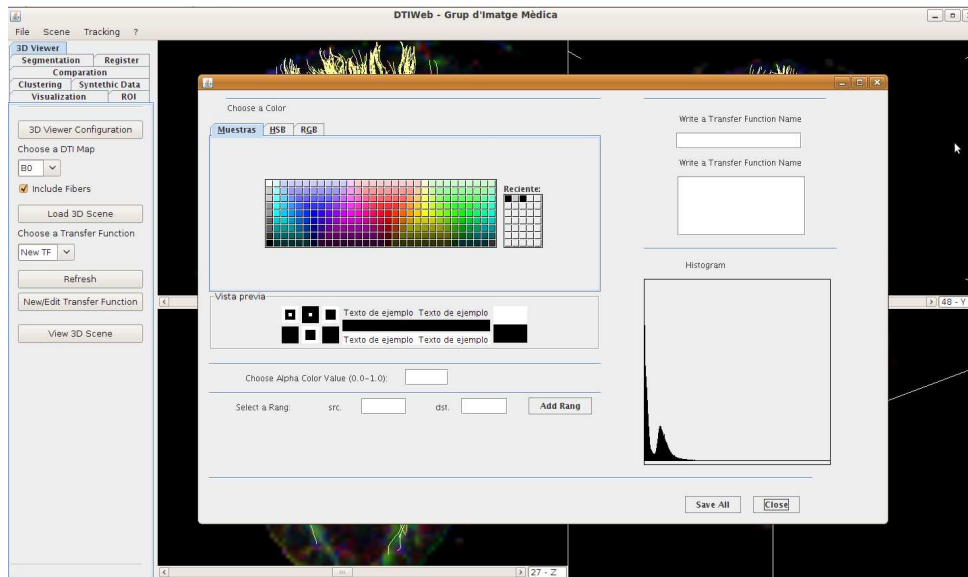 DTIWeb - Grup d'Imatge Mèdica
File Scene Tracking ?
3D Viewer
Segmentation Register
Comparation
Clustering Syntethic Data
Visualization ROI
3D Viewer Configuration
Choose a DTI Map
B0
Include Fibers
Load 3D Scene
Choose a Transfer Function
New TF
Refresh
New/Edit Transfer Function
View 3D Scene
Choose a Color
Muestras HSB RGB
Reciente:
Vista previa
Texto de ejemplo Texto de ejemplo
Texto de ejemplo Texto de ejemplo
Choose Alpha Color Value (0.0-1.0):
Select a Rang: src. dst. Add Rang
Write a Transfer Function Name
Write a Transfer Function Name
Histogram
Save All Close
48 - Y
27 - Z